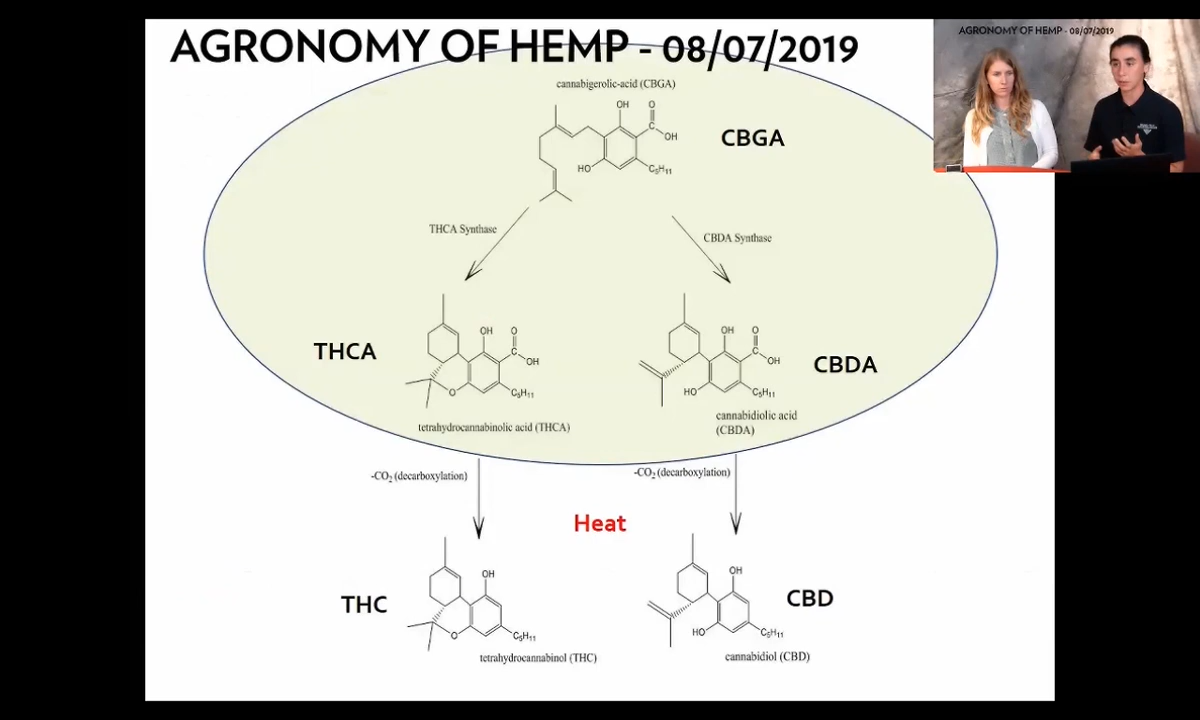 AGRONOMY OF HEMP - 08/07/2019
AGRONOMY OF HEMP - 08/07/2019
cannabigerolic-acid (CBGA)
OH
O
C
OH
HO
C₅H₁₁
CBGA
THCA Synthase
CBDA Synthase
THCA
OH
O
C
OH
O
C₅H₁₁
tetrahydrocannabinolic acid (THCA)
OH
O
C
OH
HO
C₅H₁₁
CBDA
cannabidiolic acid
(CBDA)
-CO₂ (decarboxylation)
-CO₂ (decarboxylation)
Heat
THC
OH
O
C₅H₁₁
tetrahydrocannabinol (THC)
OH
HO
C₅H₁₁
CBD
cannabidiol (CBD)